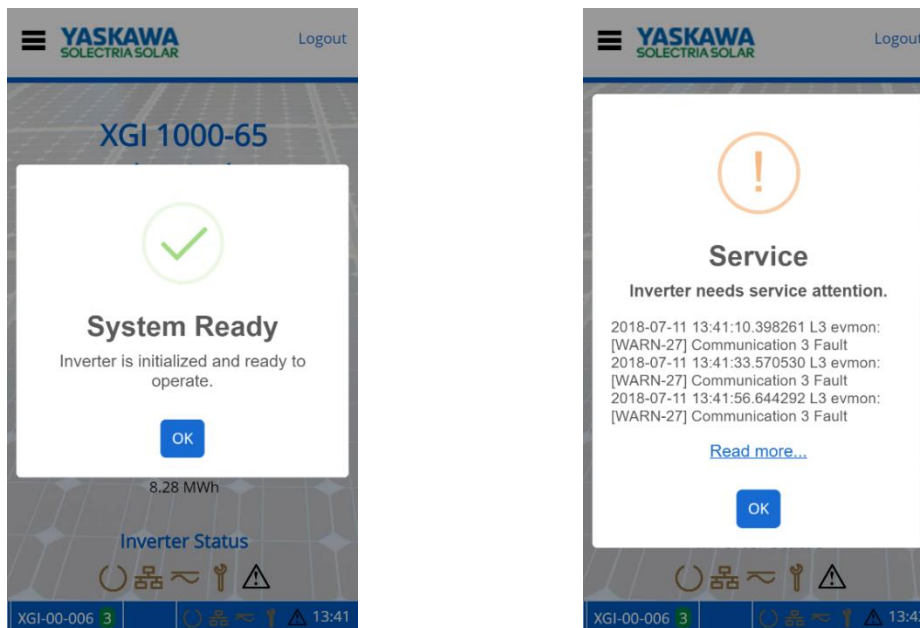 YASKAWA
SOLECTRIA SOLAR
Logout
XGI 1000-65
System Ready
Inverter is initialized and ready to
operate.
OK
8.28 MWh
Inverter Status
XGI-00-006 3
13:41
YASKAWA
SOLECTRIA SOLAR
Logout
Service
Inverter needs service attention.
2018-07-11 13:41:10.398261 L3 evmon:
[WARN-27] Communication 3 Fault
2018-07-11 13:41:33.570530 L3 evmon:
[WARN-27] Communication 3 Fault
2018-07-11 13:41:56.644292 L3 evmon:
[WARN-27] Communication 3 Fault
Read more...
OK
XGI-00-006 3